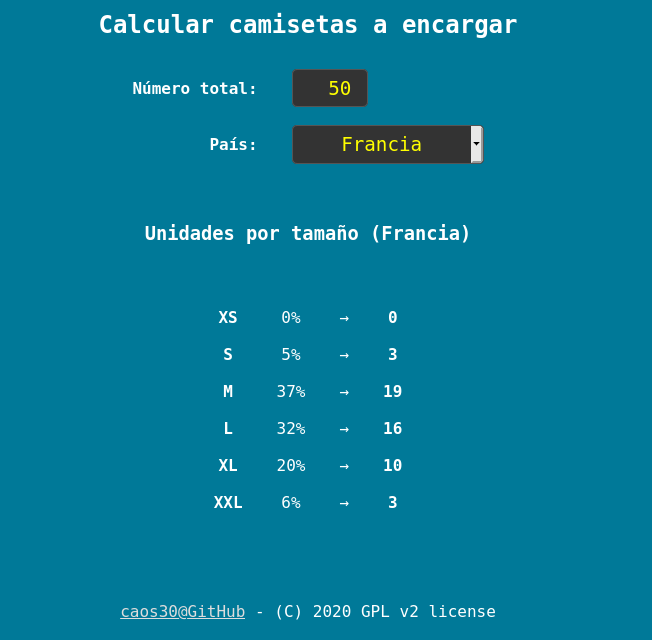 Calcular camisetas a encargar
Número total: 50
País: Francia
Unidades por tamaño (Francia)
XS 0% → 0
S 5% → 3
M 37% → 19
L 32% → 16
XL 20% → 10
XXL 6% → 3
caos30@GitHub - (C) 2020 GPL v2 license